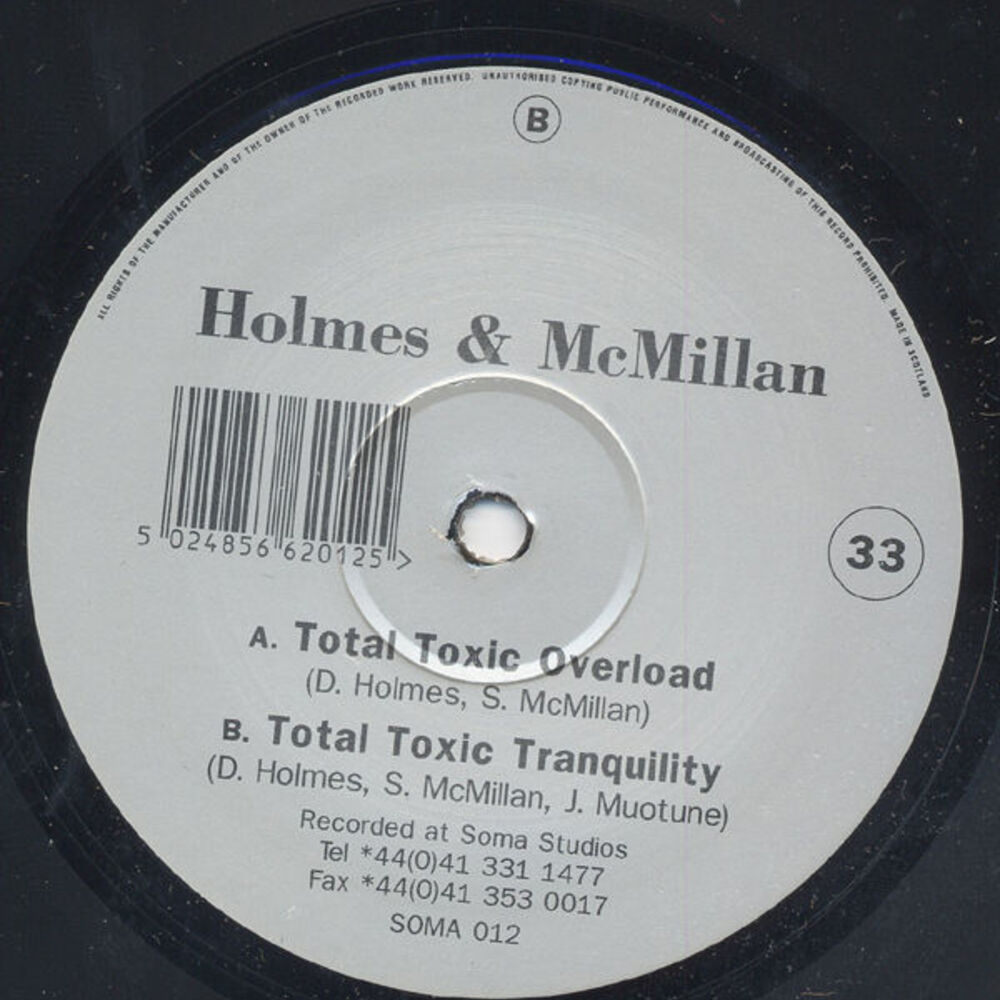 ALL RIGHTS OF THE MANUFACTURER AND OF THE OWNER OF THE RECORDED WORK RESERVED. UNAUTHORISED COPYING PUBLIC PERFORMANCE AND BROADCASTING OF THIS RECORD PROHIBITED. MADE IN SCOTLAND
B
Holmes & McMillan
5 024856 620125 >
33
A. Total Toxic Overload
(D. Holmes, S. McMillan)
B. Total Toxic Tranquility
(D. Holmes, S. McMillan, J. Muotune)
Recorded at Soma Studios
Tel *44(0)41 331 1477
Fax *44(0)41 353 0017
SOMA 012